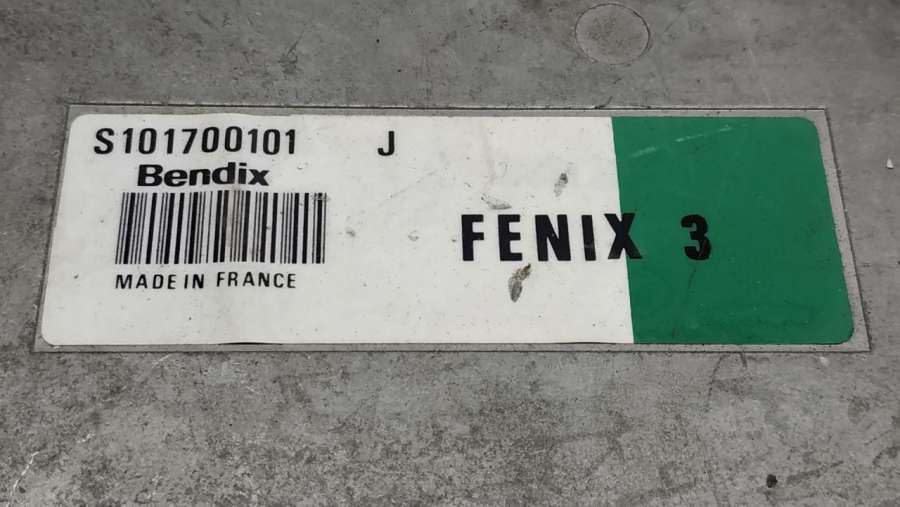 S101700101 J
Bendix
MADE IN FRANCE
FENIX 3